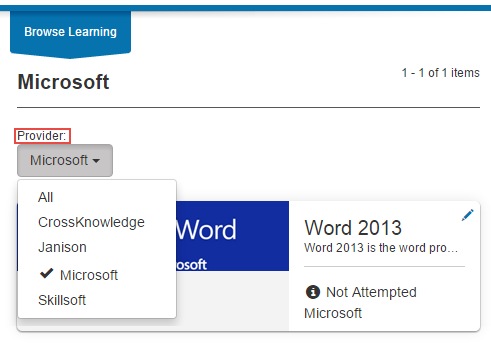 Browse Learning
Microsoft
1 - 1 of 1 items
Provider:
Microsoft
All
CrossKnowledge
Janison
Microsoft
Skillsoft
Word
osoft
Word 2013
Word 2013 is the word pro…
Not Attempted
Microsoft